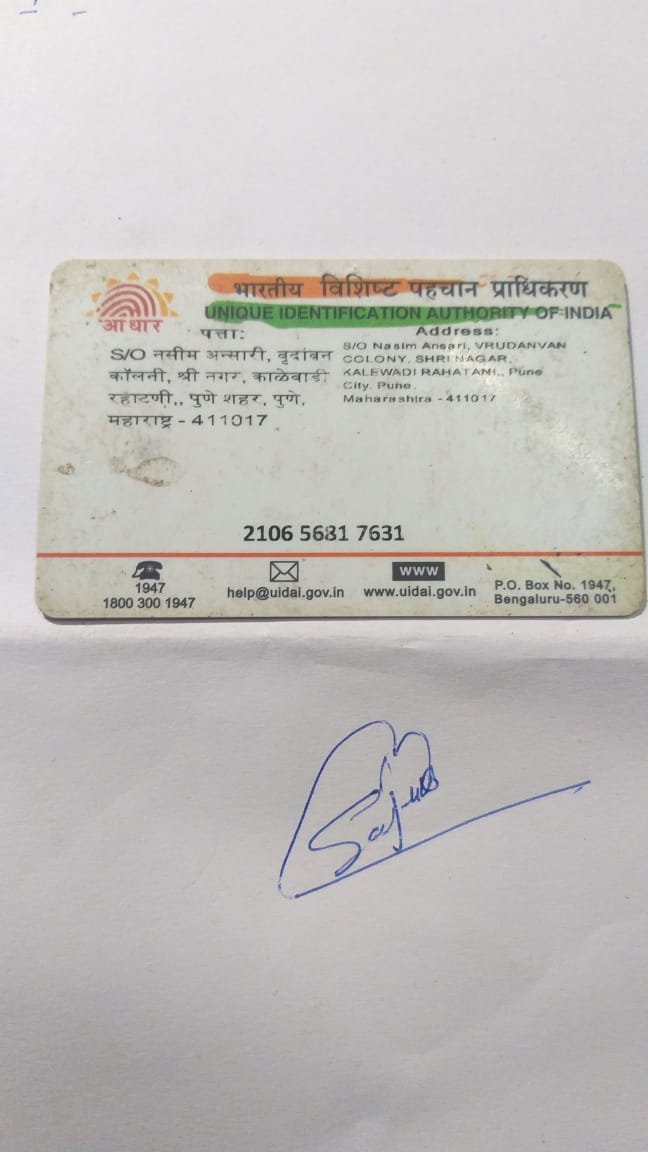 भारतीय विशिष्ट पहचान प्राधिकरण
UNIQUE IDENTIFICATION AUTHORITY OF INDIA
आधार
पत्ता:
S/O नसीम अन्सारी, वृदांवन
कॉलनी, श्री नगर, काळेवाडी
रहाटणी,, पुणे शहर, पुणे,
महाराष्ट्र - 411017
Address:
S/O Nasim Ansari, VRUDANVAN
COLONY, SHRI NAGAR,
KALEWADI RAHATANI,, Pune
City, Pune,
Maharashtra - 411017
2106 5681 7631
1947
1800 300 1947
help@uidai.gov.in
www
www.uidai.gov.in
P.O. Box No. 1947,
Bengaluru-560 001